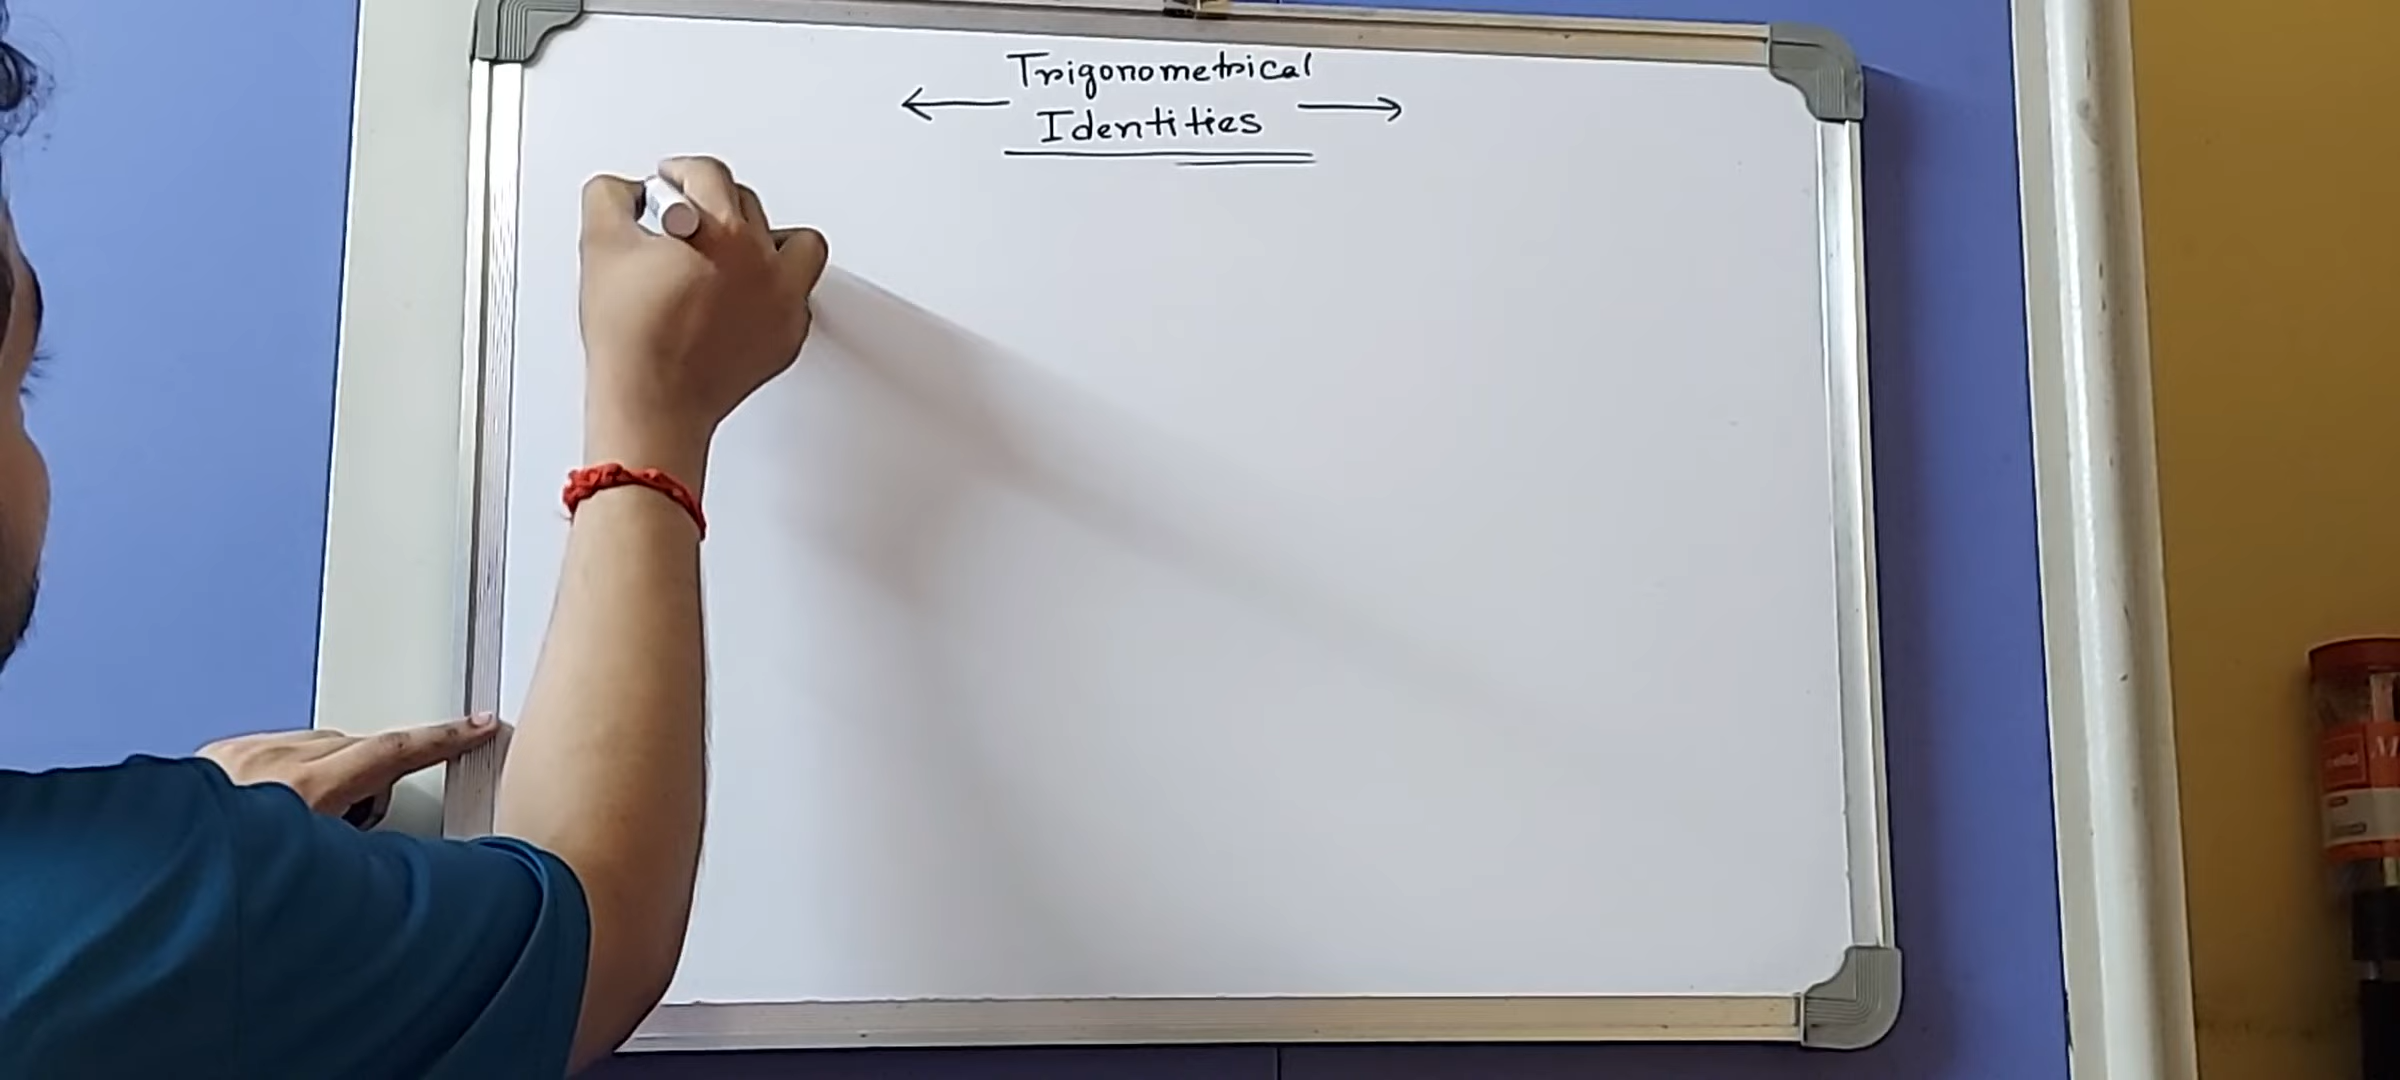 Trigonometrical
← Identities →